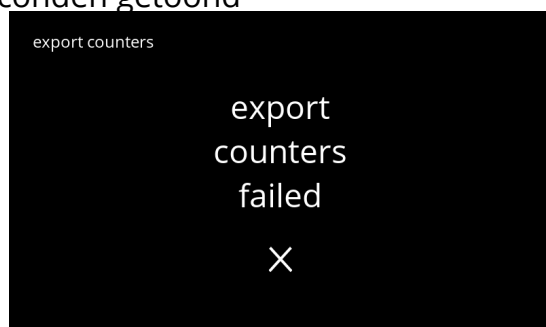 conden getoond
export counters
export
counters
failed